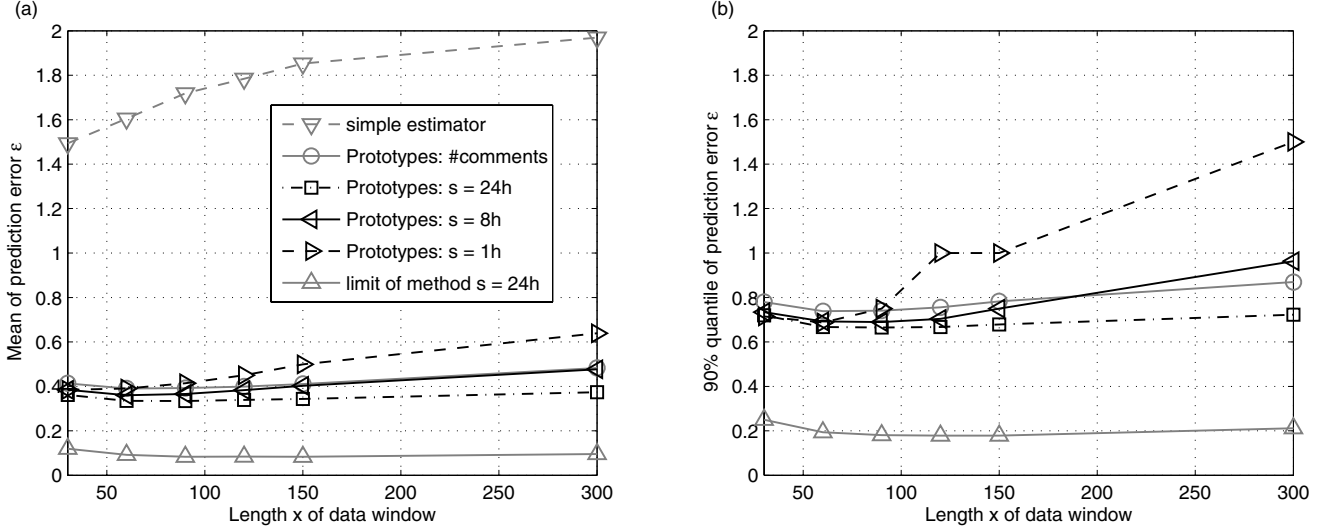 (a)
Mean of prediction error ε
2
1.8
1.6
1.4
1.2
1
0.8
0.6
0.4
0.2
0
simple estimator
Prototypes: #comments
Prototypes: s = 24h
Prototypes: s = 8h
Prototypes: s = 1h
limit of method s = 24h
50 100 150 200 250 300
Length x of data window
(b)
90% quantile of prediction error ε
2
1.8
1.6
1.4
1.2
1
0.8
0.6
0.4
0.2
0
50 100 150 200 250 300
Length x of data window